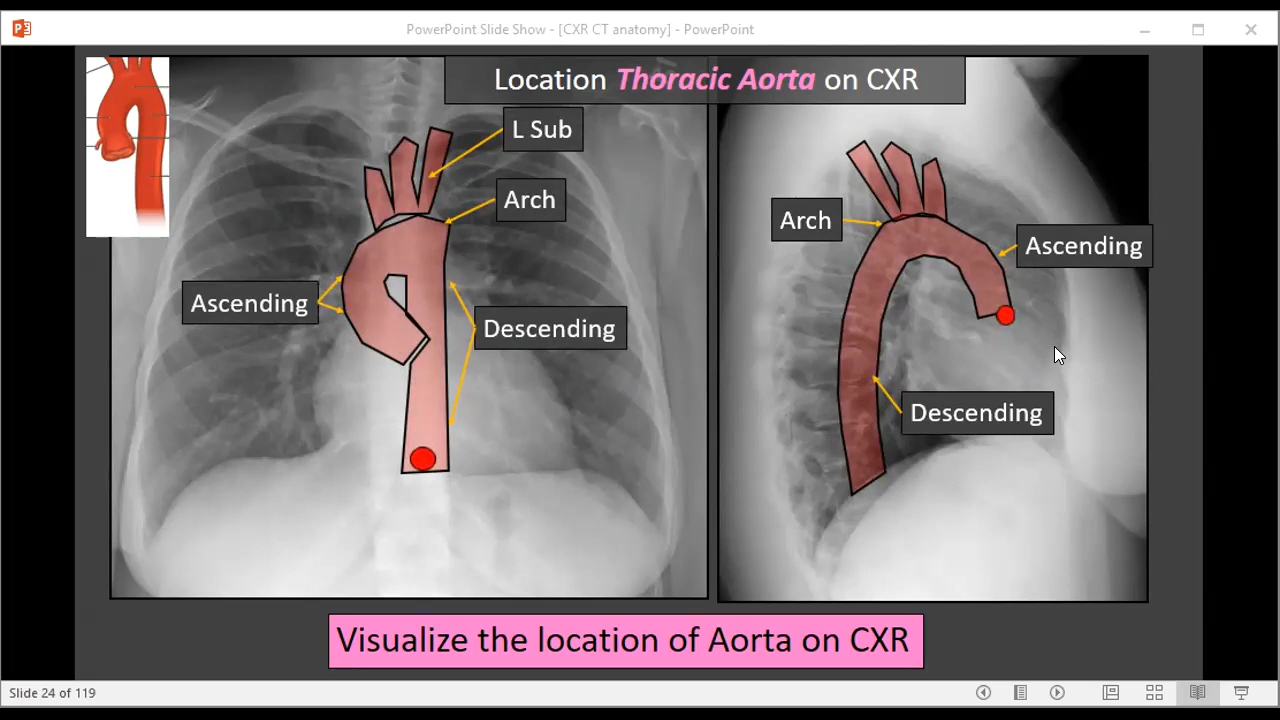 PowerPoint Slide Show - [CXR CT anatomy] - PowerPoint
Location Thoracic Aorta on CXR
L Sub
Arch
Ascending
Descending
Arch
Ascending
Descending
Visualize the location of Aorta on CXR
Slide 24 of 119